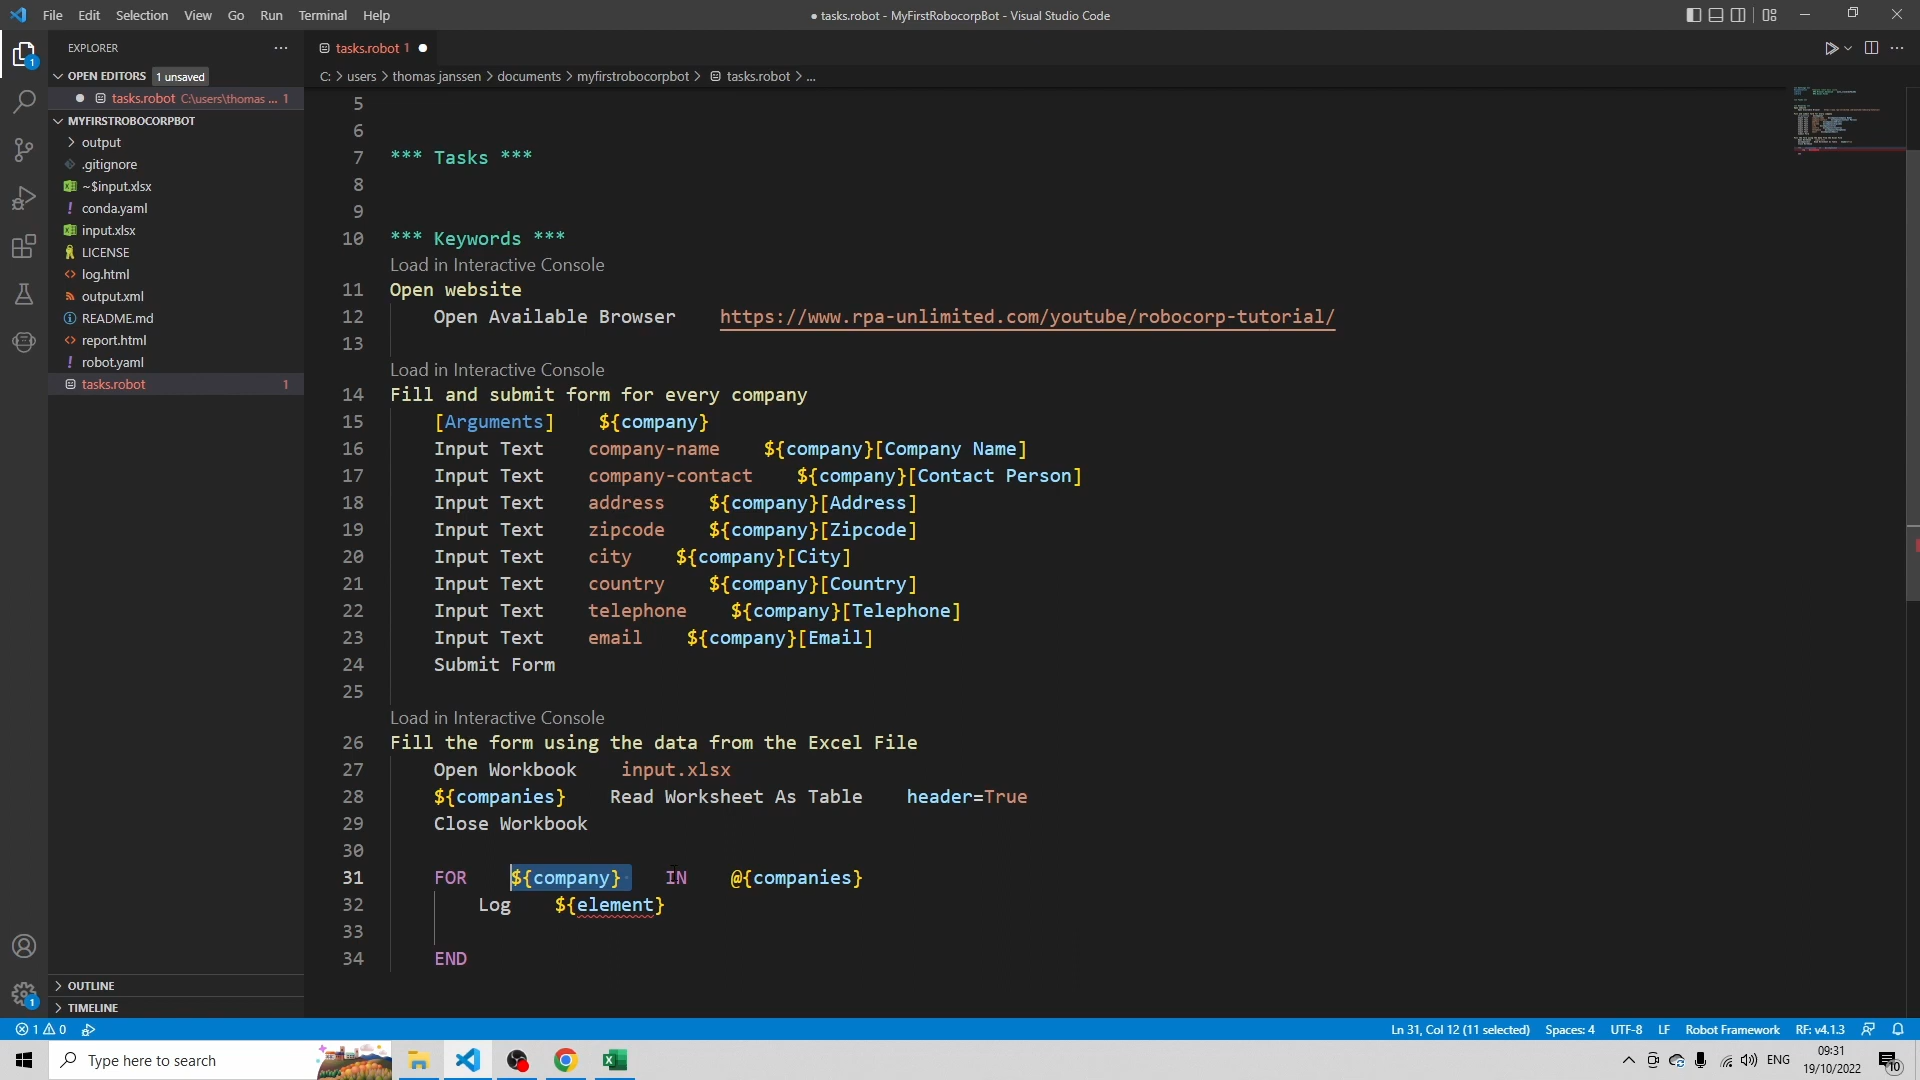 File Edit Selection View Go Run Terminal Help
● tasks.robot - MyFirstRobocorpBot - Visual Studio Code
EXPLORER
OPEN EDITORS 1 unsaved
tasks.robot C:\users\thomas ... 1
MYFIRSTROBOCORPBOT
output
.gitignore
~$input.xlsx
conda.yaml
input.xlsx
LICENSE
log.html
output.xml
README.md
report.html
robot.yaml
tasks.robot 1
OUTLINE
TIMELINE
tasks.robot 1
C: > users > thomas janssen > documents > myfirstrobocorpbot > tasks.robot > ...
5
6
7 *** Tasks ***
8
9
10 *** Keywords ***
Load in Interactive Console
11 Open website
12 Open Available Browser https://www.rpa-unlimited.com/youtube/robocorp-tutorial/
13
Load in Interactive Console
14 Fill and submit form for every company
15 [Arguments] ${company}
16 Input Text company-name ${company}[Company Name]
17 Input Text company-contact ${company}[Contact Person]
18 Input Text address ${company}[Address]
19 Input Text zipcode ${company}[Zipcode]
20 Input Text city ${company}[City]
21 Input Text country ${company}[Country]
22 Input Text telephone ${company}[Telephone]
23 Input Text email ${company}[Email]
24 Submit Form
25
Load in Interactive Console
26 Fill the form using the data from the Excel File
27 Open Workbook input.xlsx
28 ${companies} Read Worksheet As Table header=True
29 Close Workbook
30
31 FOR ${company} IN @{companies}
32 Log ${element}
33
34 END
1 0
Ln 31, Col 12 (11 selected) Spaces: 4 UTF-8 LF Robot Framework RF: v4.1.3
Type here to search
ENG
09:31
19/10/2022
10